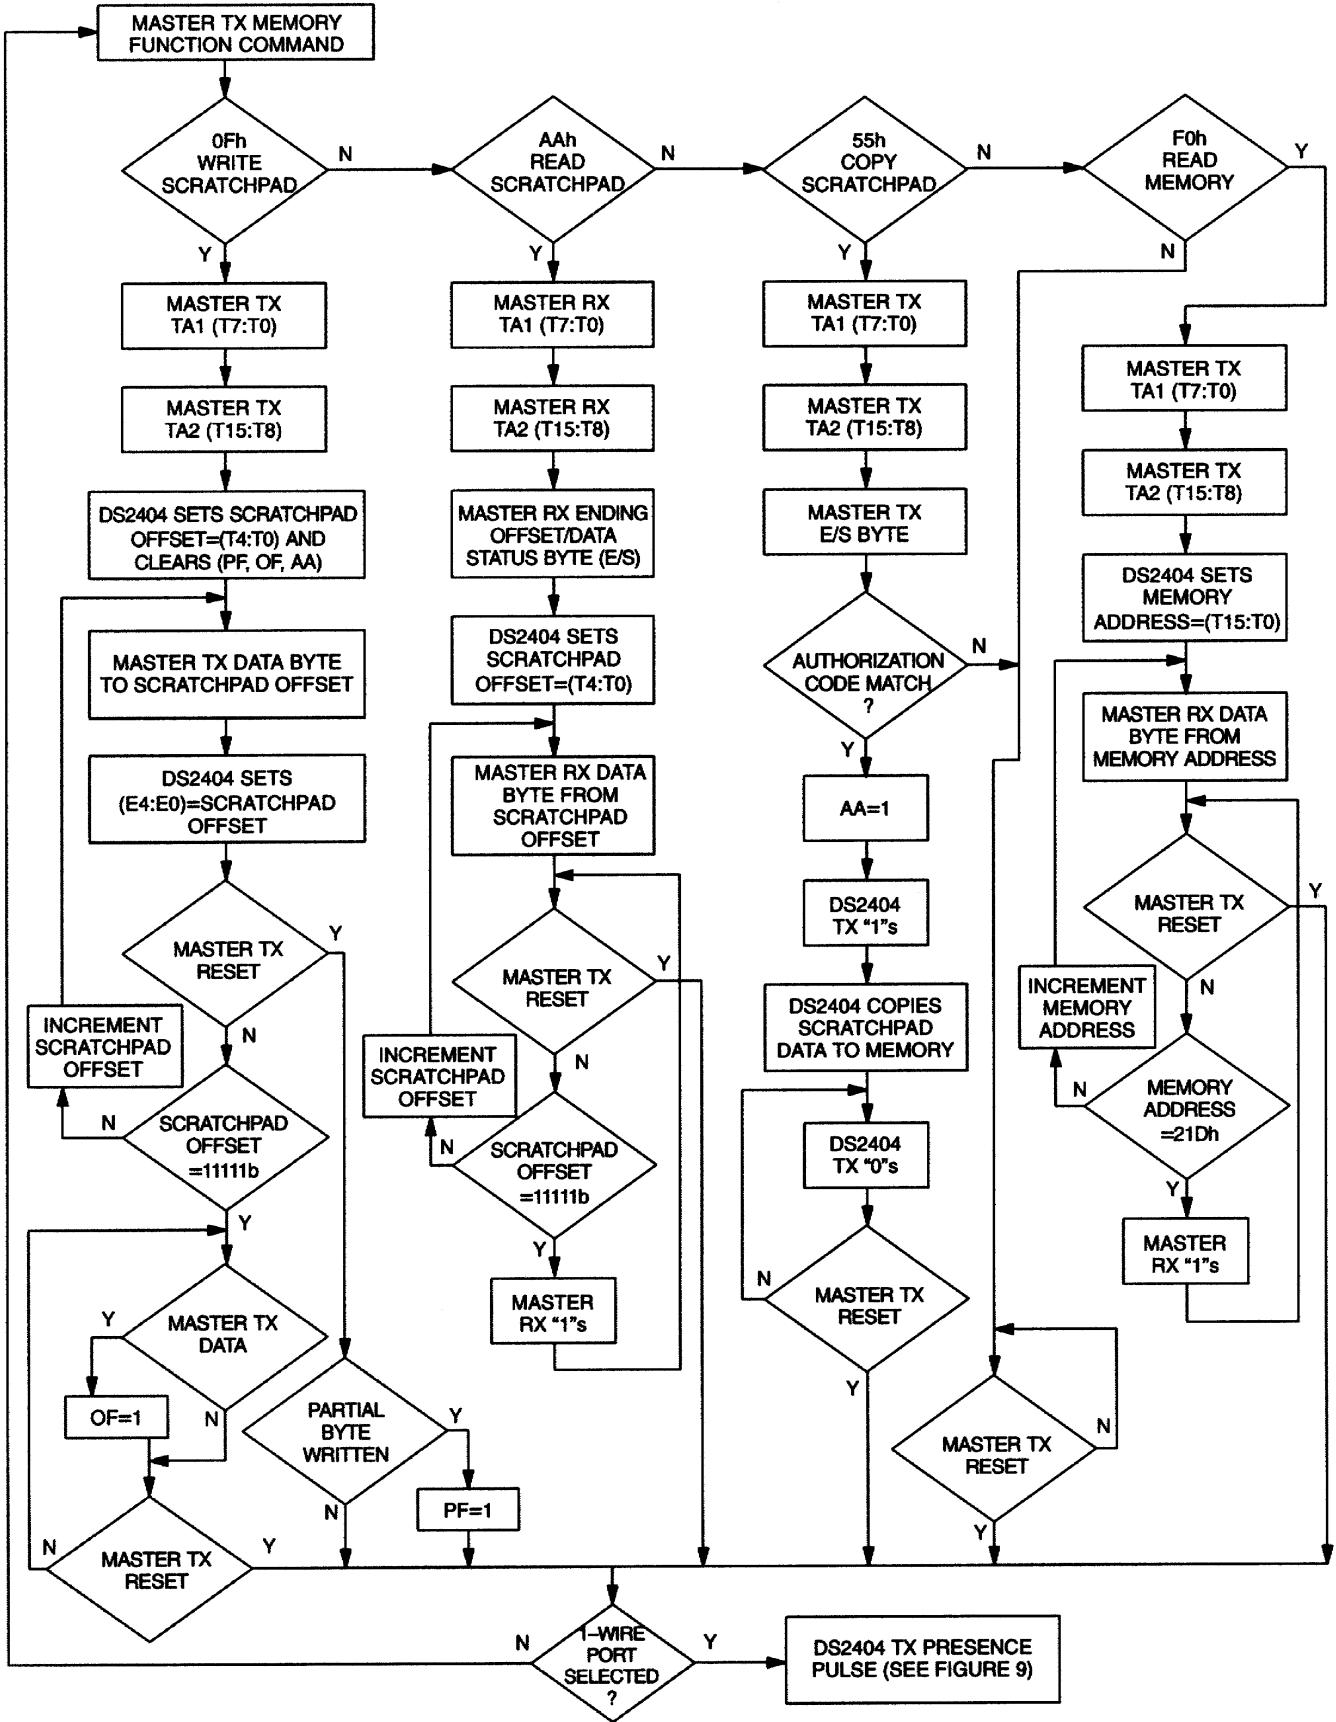 MASTER TX MEMORY
FUNCTION COMMAND
0Fh
WRITE
SCRATCHPAD
N
Y
AAh
READ
SCRATCHPAD
N
Y
55h
COPY
SCRATCHPAD
N
Y
F0h
READ
MEMORY
Y
N
MASTER TX
TA1 (T7:T0)
MASTER TX
TA2 (T15:T8)
DS2404 SETS SCRATCHPAD
OFFSET=(T4:T0) AND
CLEARS (PF, OF, AA)
MASTER TX DATA BYTE
TO SCRATCHPAD OFFSET
DS2404 SETS
(E4:E0)=SCRATCHPAD
OFFSET
MASTER TX
RESET
Y
N
INCREMENT
SCRATCHPAD
OFFSET
N
SCRATCHPAD
OFFSET
=11111b
Y
MASTER TX
DATA
Y
N
OF=1
MASTER TX
RESET
N
Y
PARTIAL
BYTE
WRITTEN
Y
N
PF=1
MASTER RX
TA1 (T7:T0)
MASTER RX
TA2 (T15:T8)
MASTER RX ENDING
OFFSET/DATA
STATUS BYTE (E/S)
DS2404 SETS
SCRATCHPAD
OFFSET=(T4:T0)
MASTER RX DATA
BYTE FROM
SCRATCHPAD
OFFSET
MASTER TX
RESET
Y
N
INCREMENT
SCRATCHPAD
OFFSET
N
SCRATCHPAD
OFFSET
=11111b
Y
MASTER
RX “1”s
MASTER TX
TA1 (T7:T0)
MASTER TX
TA2 (T15:T8)
MASTER TX
E/S BYTE
AUTHORIZATION
CODE MATCH
?
N
Y
AA=1
DS2404
TX “1”s
DS2404 COPIES
SCRATCHPAD
DATA TO MEMORY
DS2404
TX “0”s
MASTER TX
RESET
N
Y
MASTER TX
TA1 (T7:T0)
MASTER TX
TA2 (T15:T8)
DS2404 SETS
MEMORY
ADDRESS=(T15:T0)
MASTER RX DATA
BYTE FROM
MEMORY ADDRESS
MASTER TX
RESET
Y
N
INCREMENT
MEMORY
ADDRESS
N
MEMORY
ADDRESS
=21Dh
Y
MASTER
RX “1”s
MASTER TX
RESET
N
Y
1–WIRE
PORT
SELECTED
?
N
Y
DS2404 TX PRESENCE
PULSE (SEE FIGURE 9)